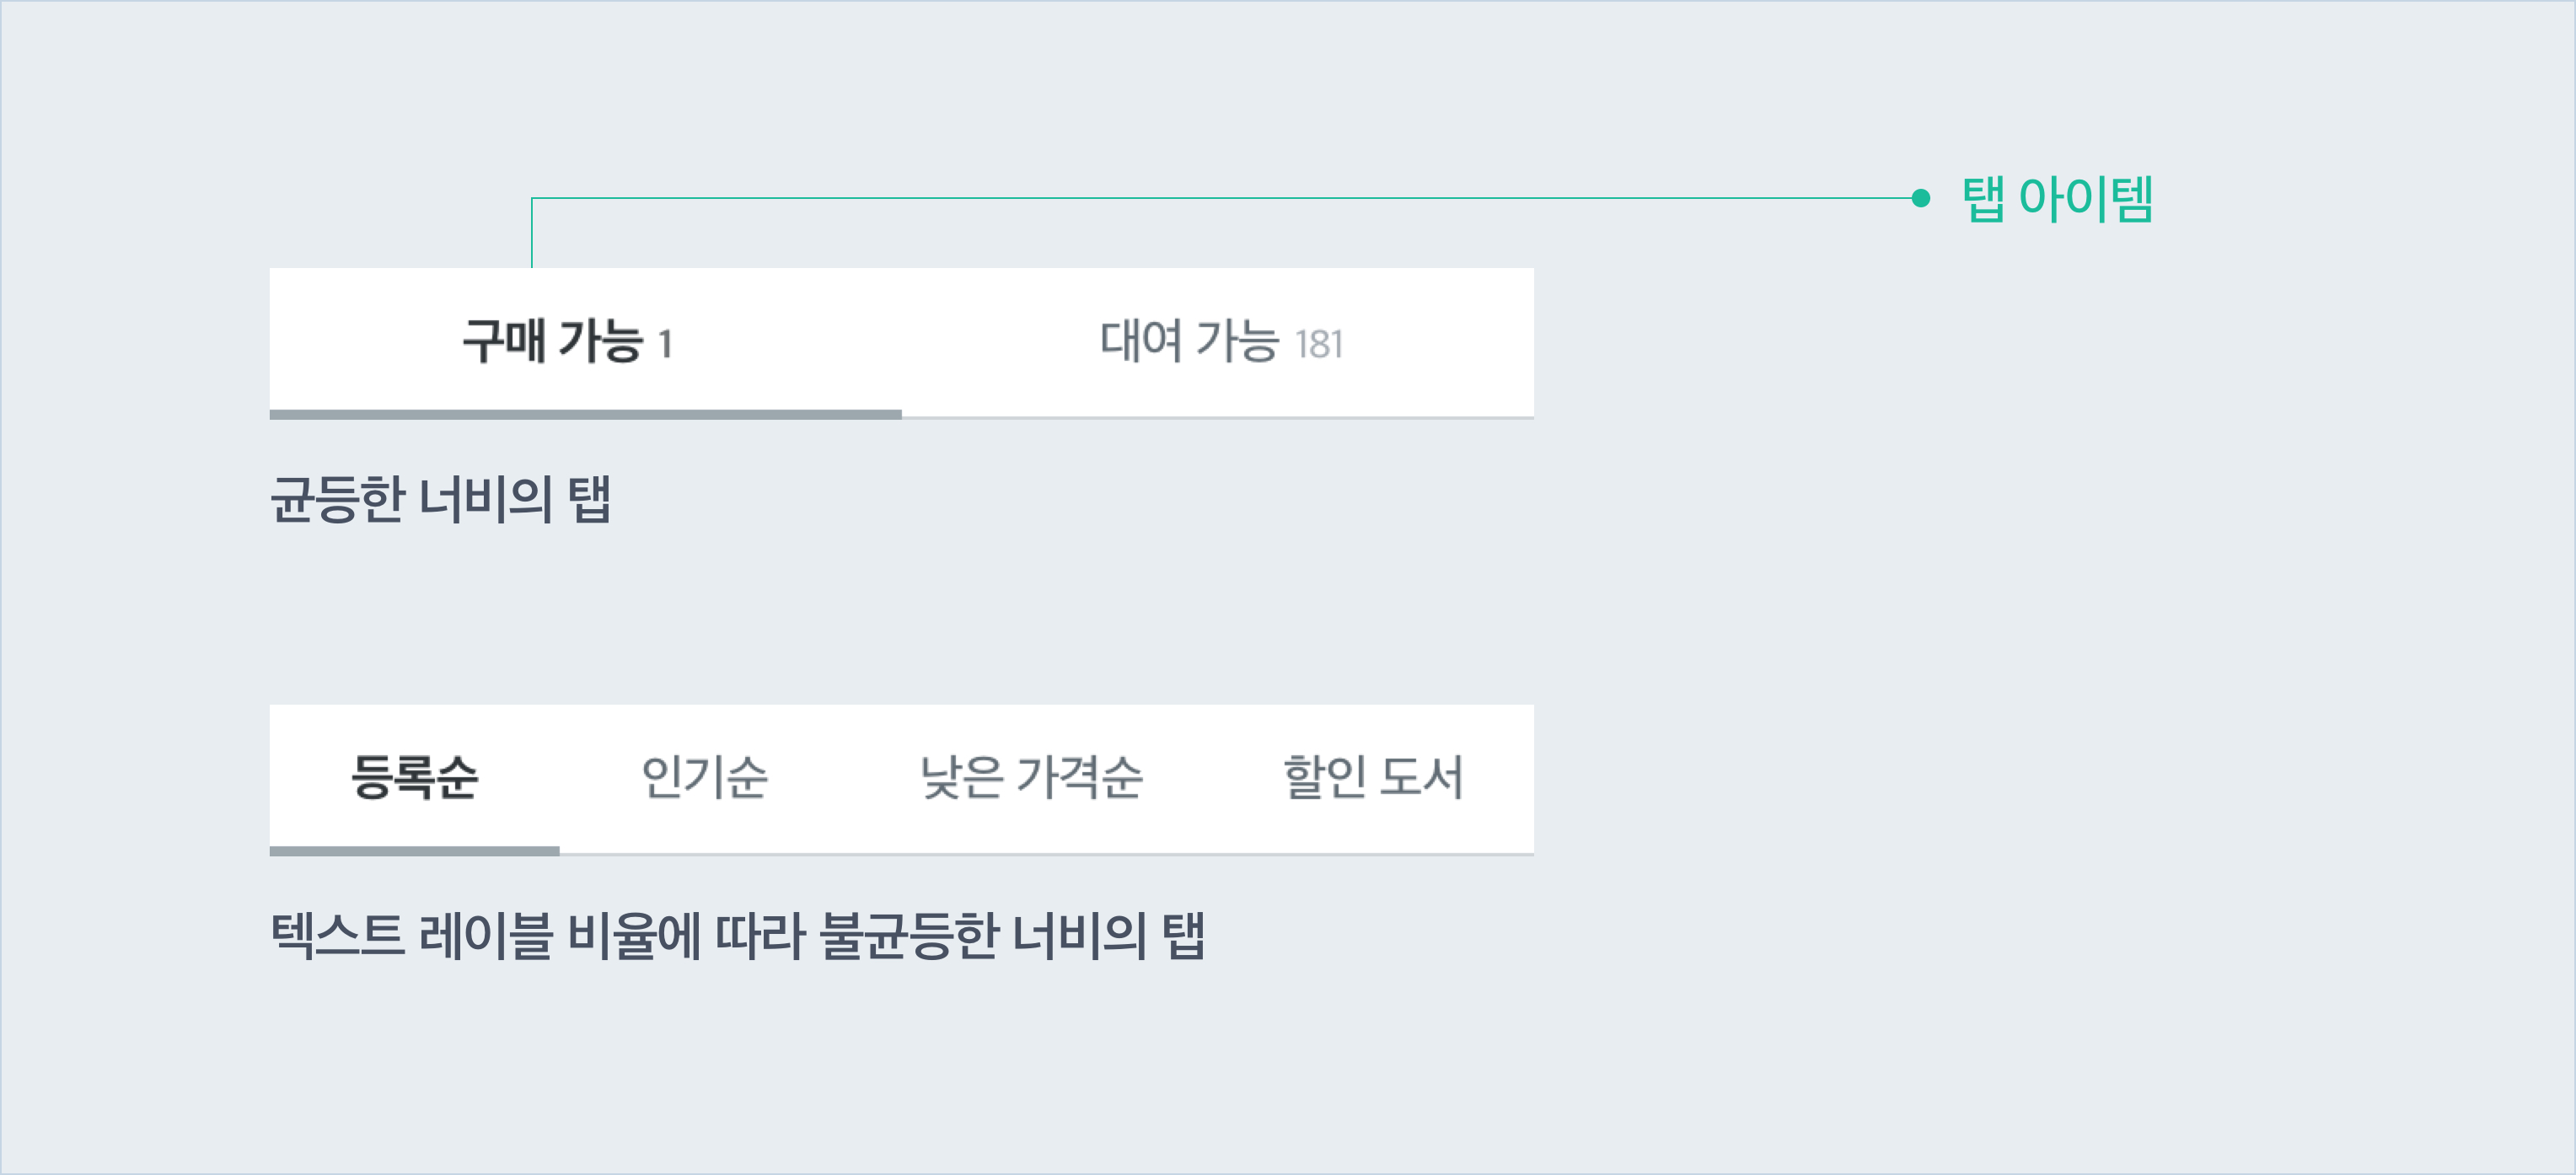 탭 아이템
구매 가능 1 대여 가능 181
균등한 너비의 탭
등록순 인기순 낮은 가격순 할인 도서
텍스트 레이블 비율에 따라 불균등한 너비의 탭